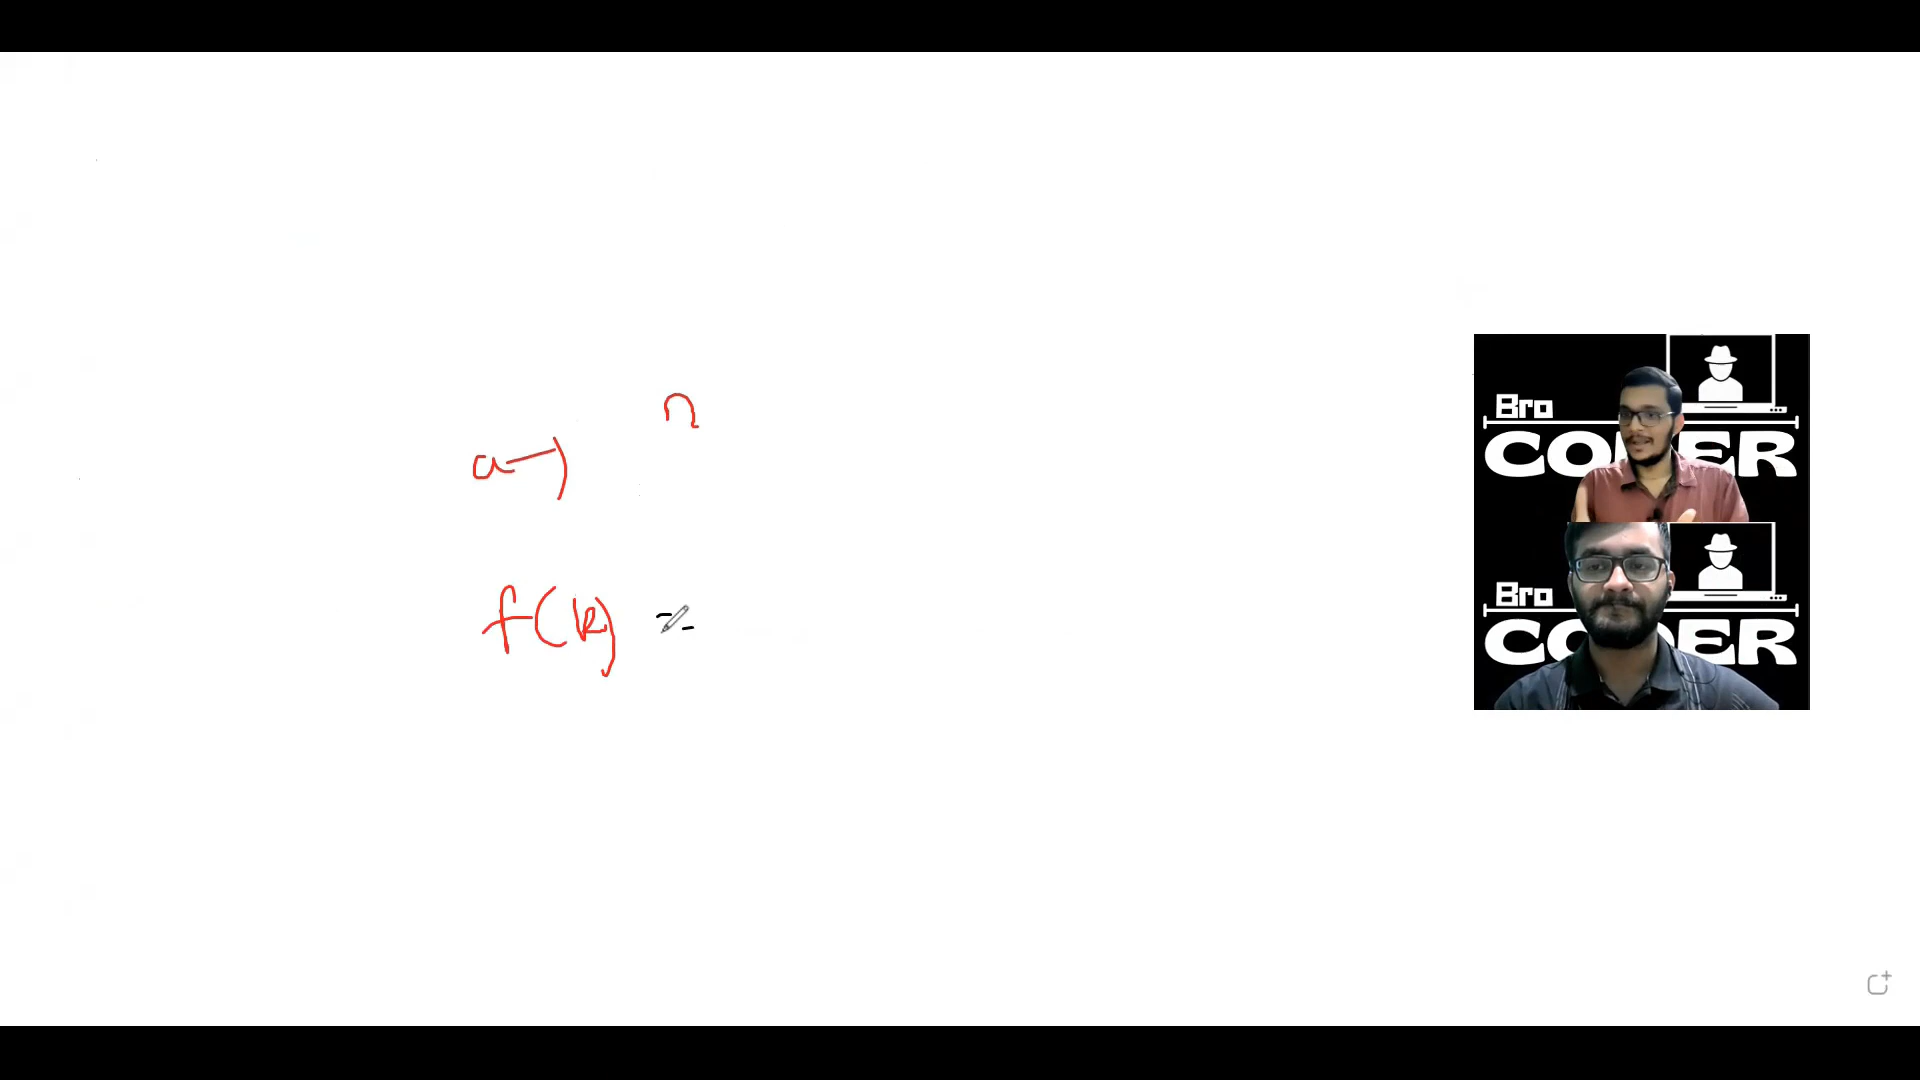 n
a →
f(k) =
Bro
CODER
Bro
CODER